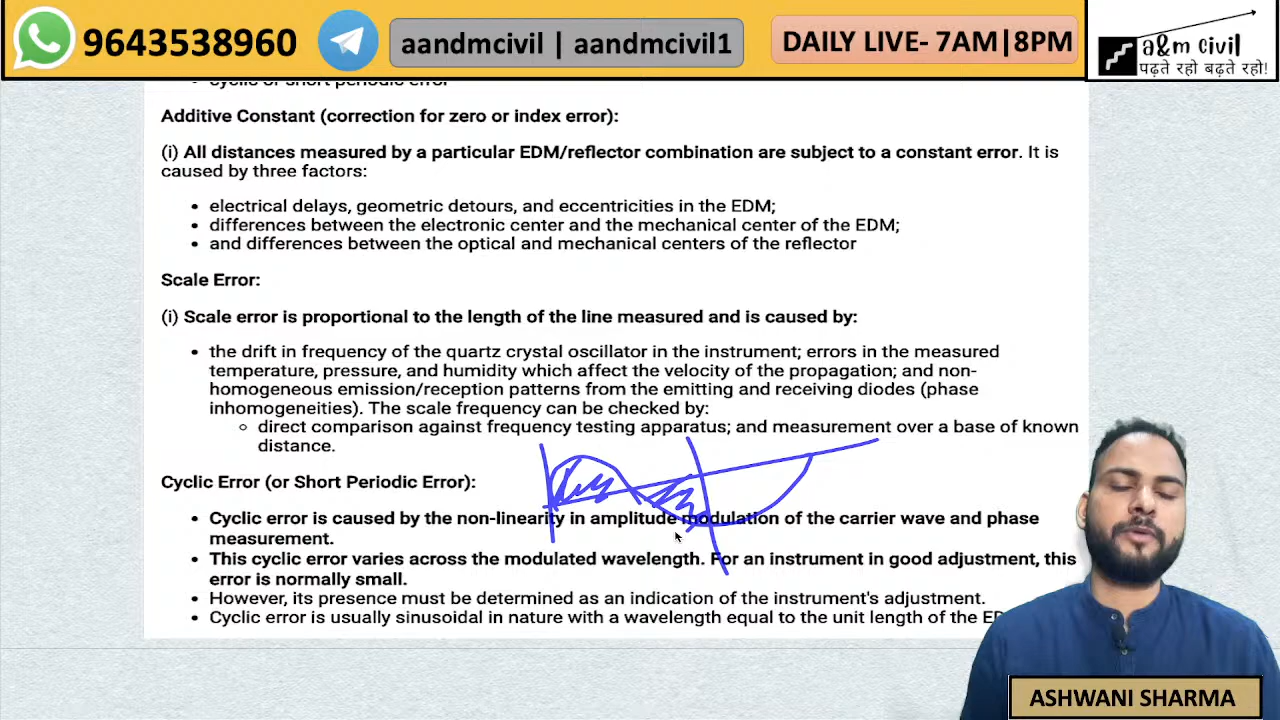 9643538960
aandmcivil | aandmcivil1
DAILY LIVE- 7AM|8PM
a&m civil
पढ़ते रहो बढ़ते रहो!
cyclic or short periodic error
Additive Constant (correction for zero or index error):
(i) All distances measured by a particular EDM/reflector combination are subject to a constant error. It is
caused by three factors:
• electrical delays, geometric detours, and eccentricities in the EDM;
• differences between the electronic center and the mechanical center of the EDM;
• and differences between the optical and mechanical centers of the reflector
Scale Error:
(i) Scale error is proportional to the length of the line measured and is caused by:
• the drift in frequency of the quartz crystal oscillator in the instrument; errors in the measured
temperature, pressure, and humidity which affect the velocity of the propagation; and non-
homogeneous emission/reception patterns from the emitting and receiving diodes (phase
inhomogeneities). The scale frequency can be checked by:
○ direct comparison against frequency testing apparatus; and measurement over a base of known
distance.
Cyclic Error (or Short Periodic Error):
• Cyclic error is caused by the non-linearity in amplitude modulation of the carrier wave and phase
measurement.
• This cyclic error varies across the modulated wavelength. For an instrument in good adjustment, this
error is normally small.
• However, its presence must be determined as an indication of the instrument's adjustment.
• Cyclic error is usually sinusoidal in nature with a wavelength equal to the unit length of the
ASHWANI SHARMA